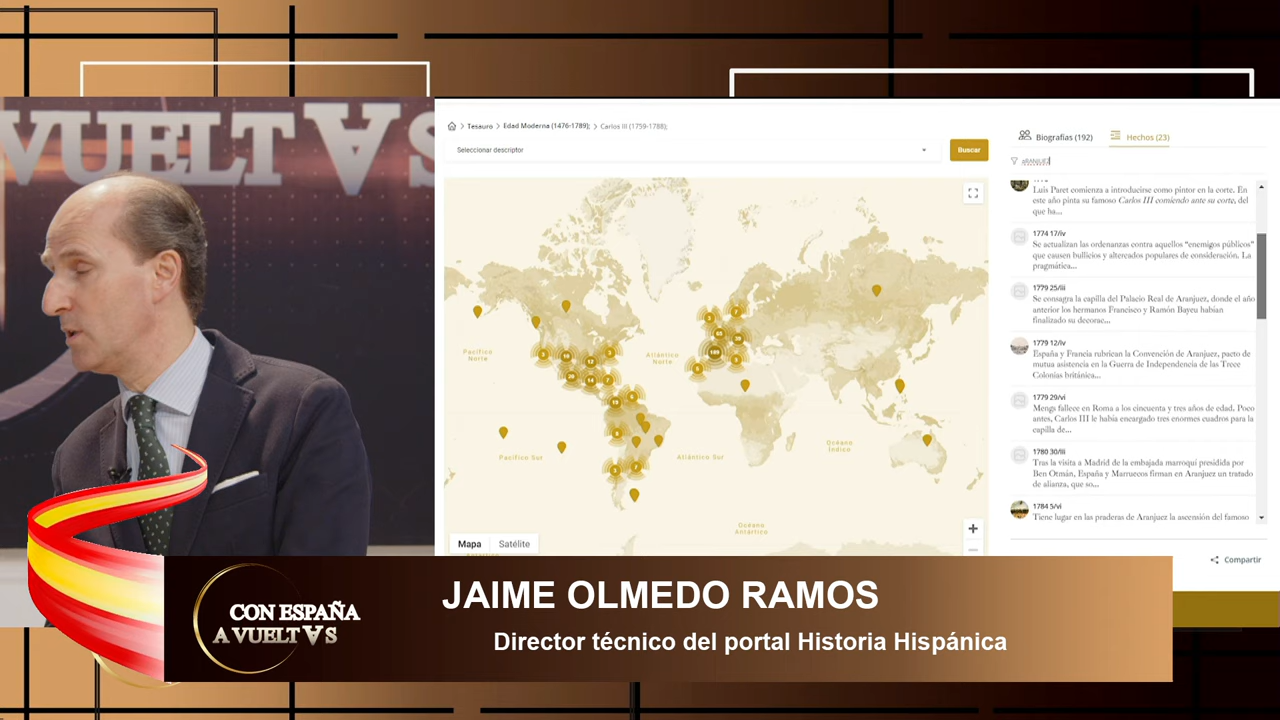 VUELTAS
Tesauro > Edad Moderna (1476-1789); > Carlos III (1759-1788);
Seleccionar descriptor
Buscar
Biografías (192)
Hechos (23)
Luis Paret comienza a introducirse como pintor en la corte. En
este año pinta su famoso Carlos III comiendo ante su corte, del
que ha...
1774 17/iv
Se actualizan las ordenanzas contra aquellos "enemigos públicos"
que causen bullicios y altercados populares de consideración. La
pragmática...
1779 25/iii
Se consagra la capilla del Palacio Real de Aranjuez, donde el año
anterior los hermanos Francisco y Ramón Bayeu habían
finalizado su decorac...
1779 12/iv
España y Francia rubrican la Convención de Aranjuez, pacto de
mutua asistencia en la Guerra de Independencia de las Trece
Colonias británica...
1779 29/vi
Mengs fallece en Roma a los cincuenta y tres años de edad. Poco
antes, Carlos III le había encargado tres enormes cuadros para la
capilla de...
1780 30/iii
Tras la visita a Madrid de la embajada marroquí presidida por
Ben Otmán, España y Marruecos firman en Aranjuez un tratado
de alianza, que so...
1784 5/vi
Tiene lugar en las praderas de Aranjuez la ascensión del famoso
Compartir
Pacífico
Norte
Atlántico
Norte
Pacífico Sur
Atlántico Sur
Océano
Índico
Océano
Antártico
Mapa
Satélite
CON ESPAÑA
A VUELTAS
JAIME OLMEDO RAMOS
Director técnico del portal Historia Hispánica